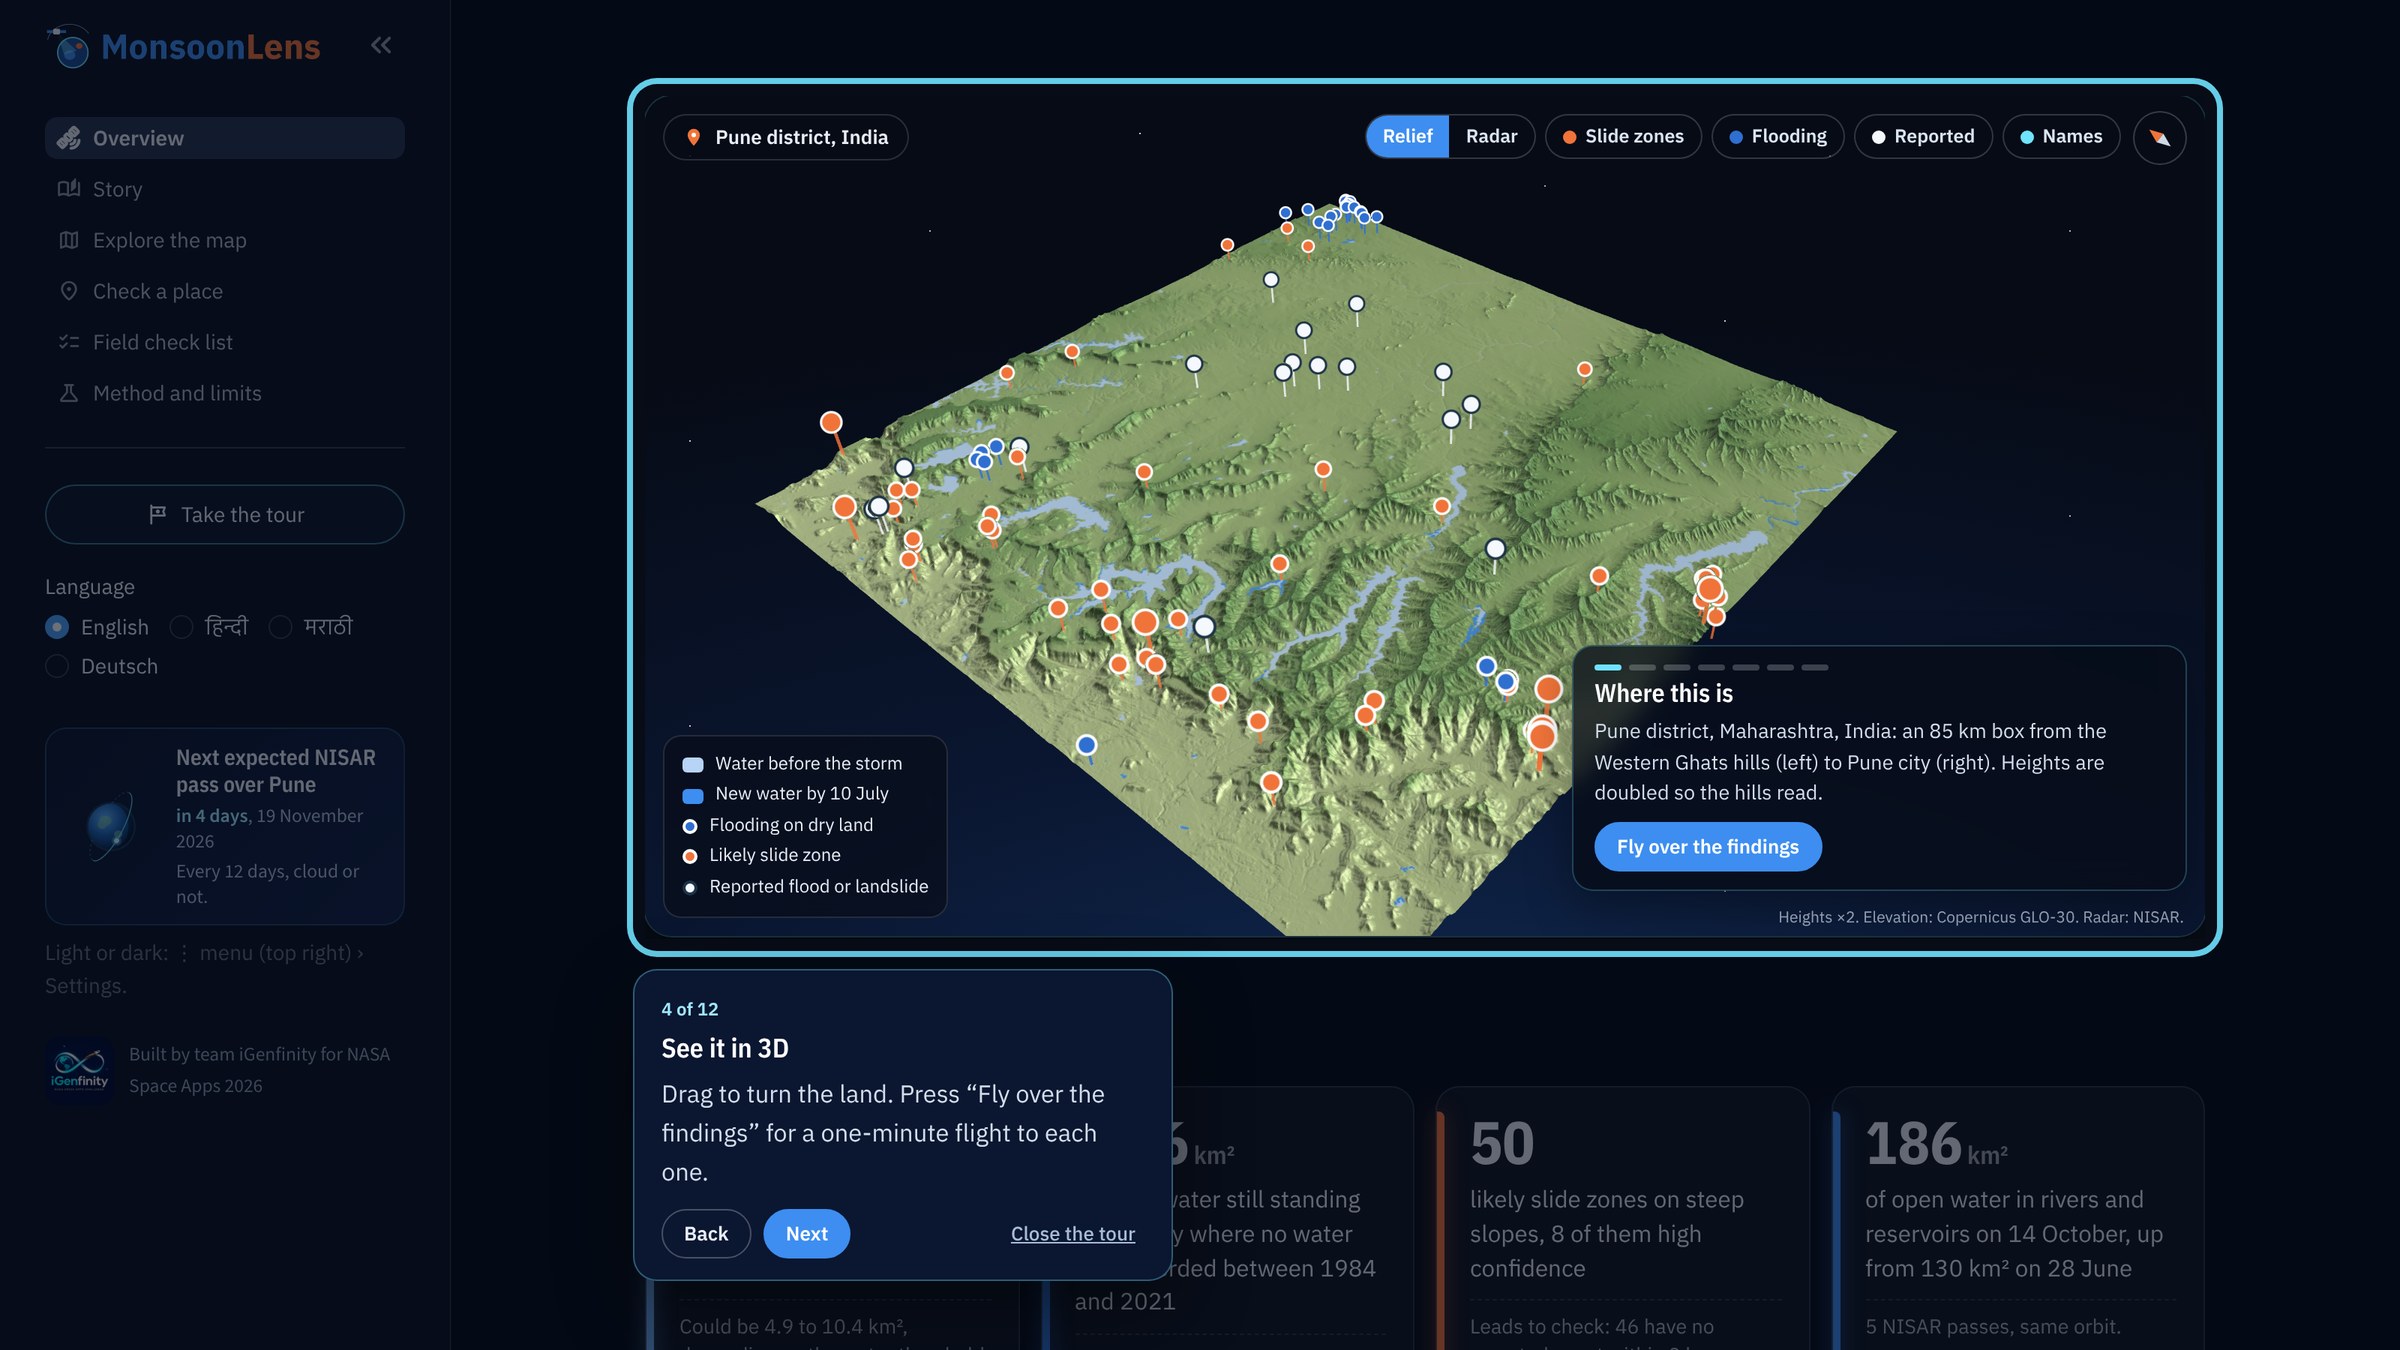 MonsoonLens
Overview
Story
Explore the map
Check a place
Field check list
Method and limits
Take the tour
Language
English
हिन्दी
मराठी
Deutsch
Next expected NISAR
pass over Pune
in 4 days, 19 November
2026
Every 12 days, cloud or
not.
Light or dark: ⋮ menu (top right) ›
Settings.
iGenfinity
Built by team iGenfinity for NASA
Space Apps 2026
Pune district, India
Relief
Radar
Slide zones
Flooding
Reported
Names
Water before the storm
New water by 10 July
Flooding on dry land
Likely slide zone
Reported flood or landslide
Where this is
Pune district, Maharashtra, India: an 85 km box from the
Western Ghats hills (left) to Pune city (right). Heights are
doubled so the hills read.
Fly over the findings
Heights ×2. Elevation: Copernicus GLO-30. Radar: NISAR.
4 of 12
See it in 3D
Drag to turn the land. Press “Fly over the
findings” for a one-minute flight to each
one.
Back
Next
Close the tour
km²
still standing
where no water
between 1984
and 2021
50
likely slide zones on steep
slopes, 8 of them high
confidence
Leads to check: 46 have no
186 km²
of open water in rivers and
reservoirs on 14 October, up
from 130 km² on 28 June
5 NISAR passes, same orbit.
Could be 4.9 to 10.4 km²,